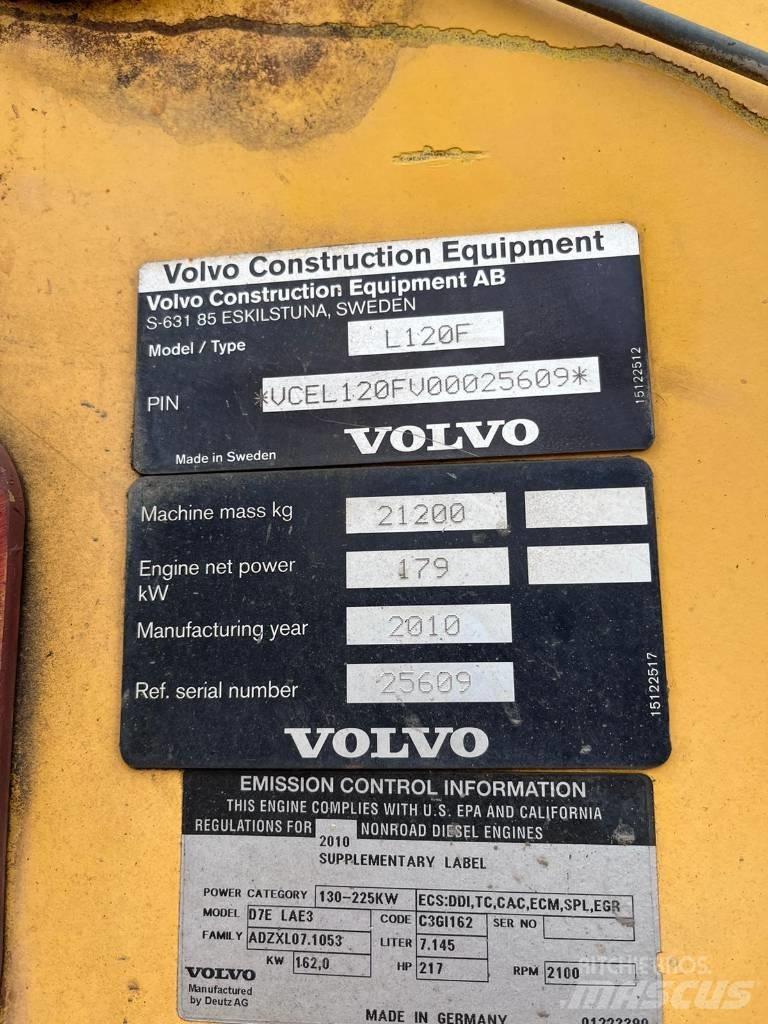 Volvo Construction Equipment
Volvo Construction Equipment AB
S-631 85 ESKILSTUNA, SWEDEN
Model / Type L120F
PIN *VCEL120FV00025609*
15122512
Made in Sweden VOLVO
Machine mass kg 21200
Engine net power kW 179
Manufacturing year 2010
Ref. serial number 25609
15122517
VOLVO
EMISSION CONTROL INFORMATION
THIS ENGINE COMPLIES WITH U.S. EPA AND CALIFORNIA
REGULATIONS FOR 2010 NONROAD DIESEL ENGINES
SUPPLEMENTARY LABEL
POWER CATEGORY 130-225KW ECS:DDI,TC,CAC,ECM,SPL,EGR
MODEL D7E LAE3 CODE C3GI162 SER NO
FAMILY ADZXL07.1053 LITER 7.145
KW 162,0 HP 217 RPM 2100
VOLVO
Manufactured
by Deutz AG
MADE IN GERMANY
RITCHIE BROS.
MASCUS